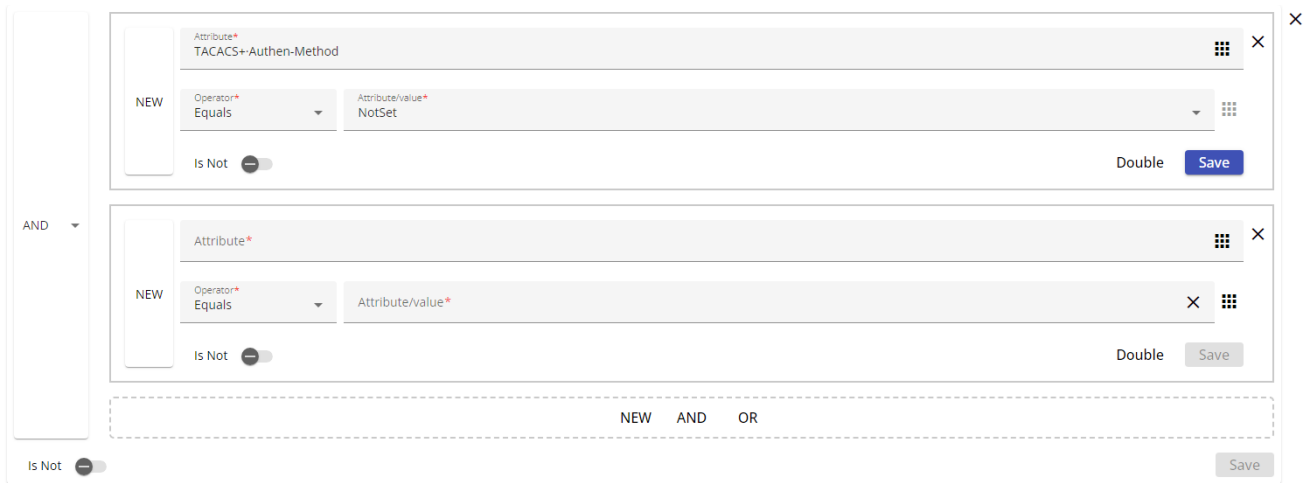 Attribute*
TACACS+·Authen-Method
NEW
Operator*
Equals
Attribute/value*
NotSet
Is Not
Double
Save
AND
NEW
Attribute*
Operator*
Equals
Attribute/value*
Is Not
Double
Save
NEW AND OR
Is Not
Save